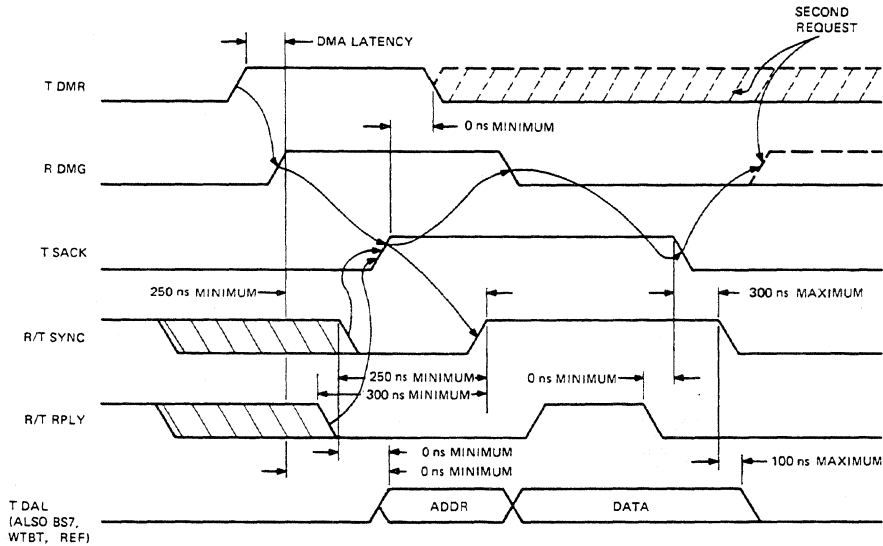 SECOND
REQUEST
DMA LATENCY
T DMR
0 ns MINIMUM
R DMG
T SACK
250 ns MINIMUM
300 ns MAXIMUM
R/T SYNC
250 ns MINIMUM
0 ns MINIMUM
300 ns MINIMUM
R/T RPLY
0 ns MINIMUM
0 ns MINIMUM
100 ns MAXIMUM
T DAL
(ALSO BS7,
WTBT, REF)
ADDR
DATA